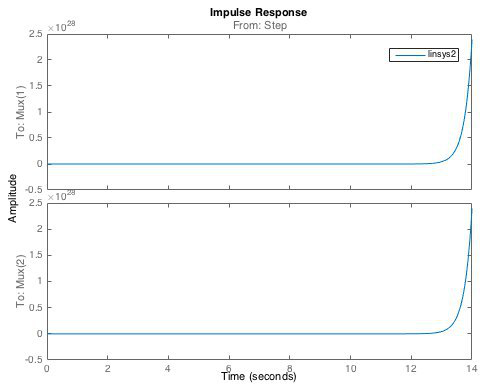 Impulse Response
From: Step
×10^28
2.5
2
1.5
1
0.5
0
-0.5
To: Mux(1)
linsys2
Amplitude
×10^28
2.5
2
1.5
1
0.5
0
-0.5
To: Mux(2)
0 2 4 6 8 10 12 14
Time (seconds)